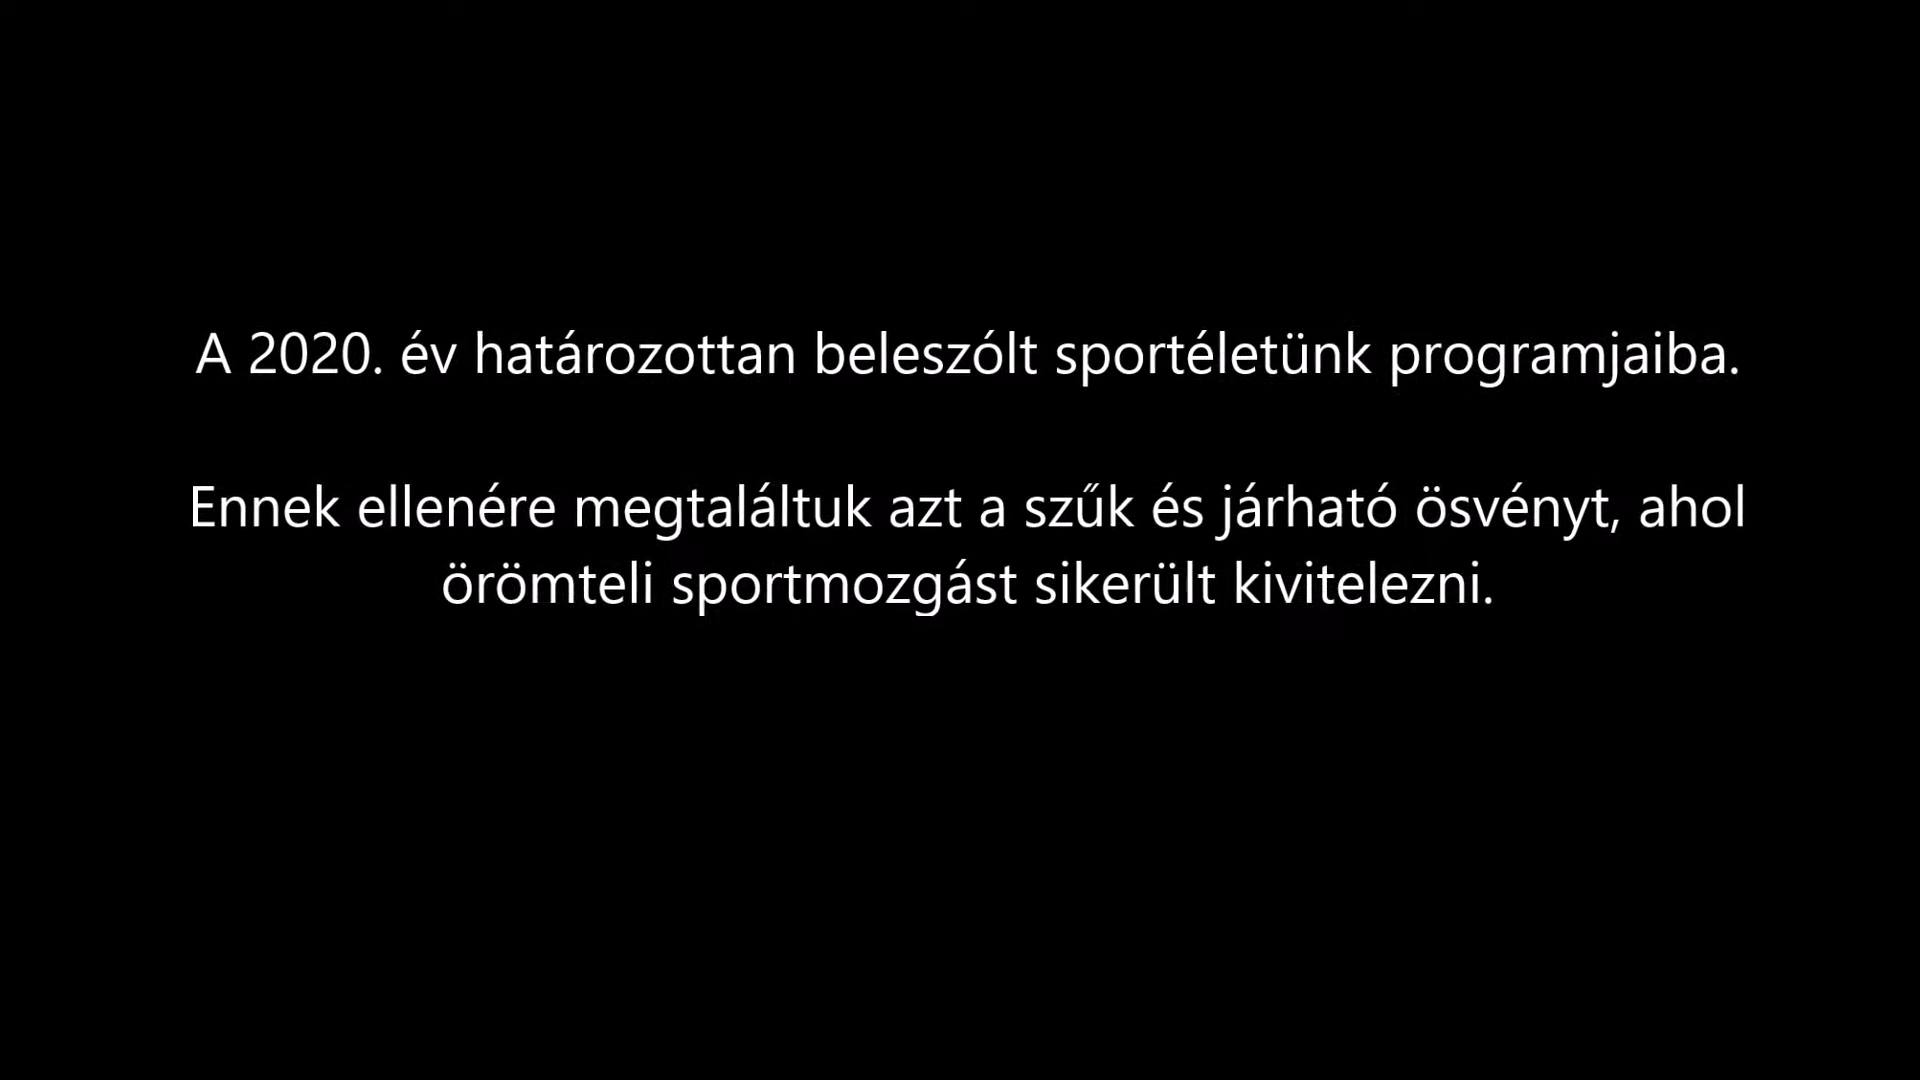 A 2020. év határozottan beleszólt sportéletünk programjaiba.
Ennek ellenére megtaláltuk azt a szűk és járható ösvényt, ahol
örömteli sportmozgást sikerült kivitelezni.